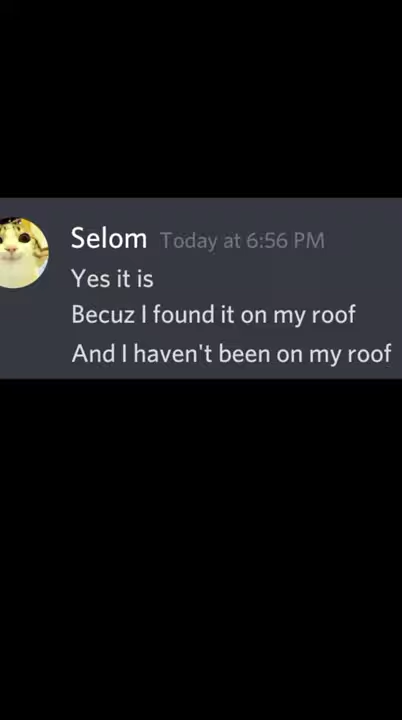 Selom Today at 6:56 PM
Yes it is
Becuz I found it on my roof
And I haven't been on my roof